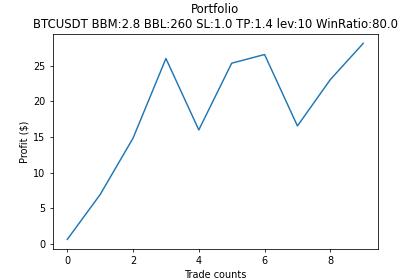 Portfolio
BTCUSDT BBM:2.8 BBL:260 SL:1.0 TP:1.4 lev:10 WinRatio:80.0
Profit ($)
25
20
15
10
5
0
0 2 4 6 8
Trade counts